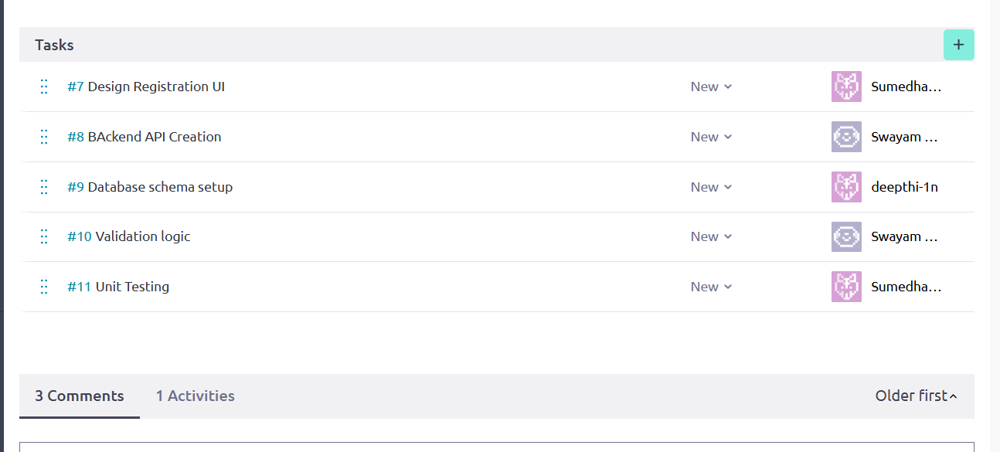 Tasks +
#7 Design Registration UI New Sumedha...
#8 BAckend API Creation New Swayam ...
#9 Database schema setup New deepthi-1n
#10 Validation logic New Swayam ...
#11 Unit Testing New Sumedha...
3 Comments 1 Activities Older first